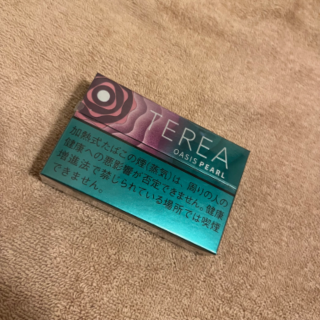 TEREA
OASIS PEARL
加熱式たばこの煙(蒸気)は、周りの人の
健康への悪影響が否定できません。健康
増進法で禁じられている場所では喫煙
できません。